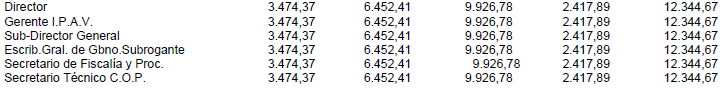 Director 3.474,37 6.452,41 9.926,78 2.417,89 12.344,67
Gerente I.P.A.V. 3.474,37 6.452,41 9.926,78 2.417,89 12.344,67
Sub-Director General 3.474,37 6.452,41 9.926,78 2.417,89 12.344,67
Escrib.Gral. de Gbno.Subrogante 3.474,37 6.452,41 9.926,78 2.417,89 12.344,67
Secretario de Fiscalía y Proc. 3.474,37 6.452,41 9.926,78 2.417,89 12.344,67
Secretario Técnico C.O.P. 3.474,37 6.452,41 9.926,78 2.417,89 12.344,67